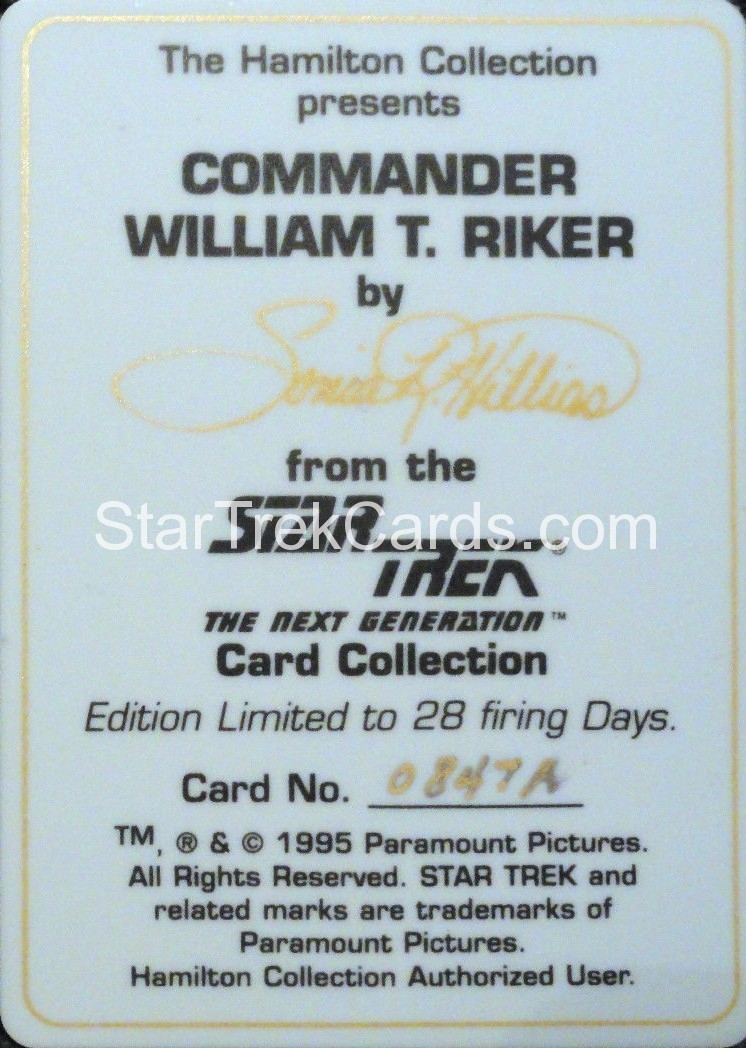 The Hamilton Collection
presents
COMMANDER
WILLIAM T. RIKER
by
Sonia R. Hillios
from the
STAR
StarTrekCards.com
TREK®
THE NEXT GENERATION™
Card Collection
Edition Limited to 28 firing Days.
Card No. 0847A
TM, ® & © 1995 Paramount Pictures.
All Rights Reserved. STAR TREK and
related marks are trademarks of
Paramount Pictures.
Hamilton Collection Authorized User.